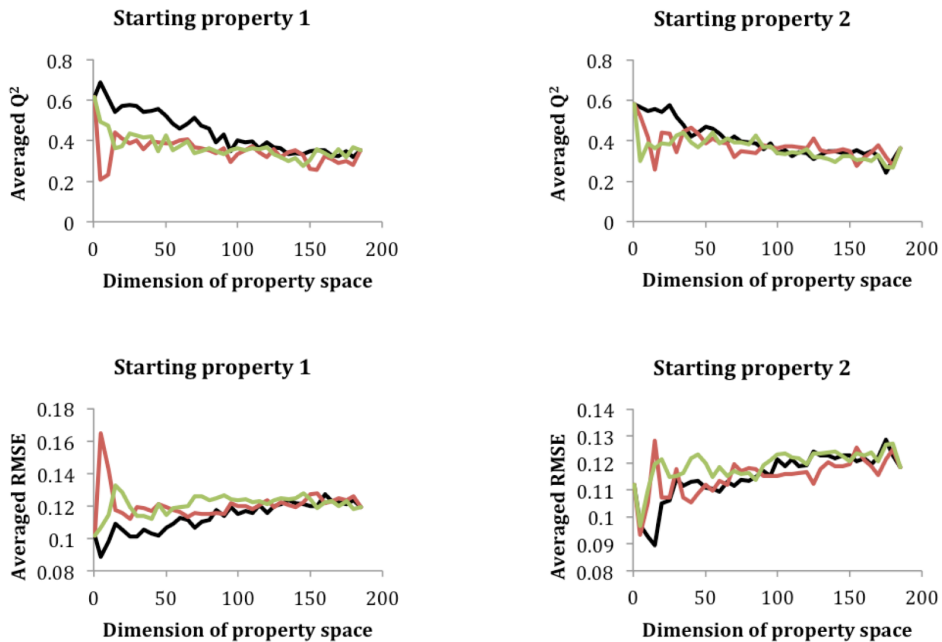 Starting property 1
Averaged Q²
0.8
0.6
0.4
0.2
0
0 50 100 150 200
Dimension of property space
Starting property 2
Averaged Q²
0.8
0.6
0.4
0.2
0
0 50 100 150 200
Dimension of property space
Starting property 1
Averaged RMSE
0.18
0.16
0.14
0.12
0.1
0.08
0 50 100 150 200
Dimension of property space
Starting property 2
Averaged RMSE
0.14
0.13
0.12
0.11
0.1
0.09
0.08
0 50 100 150 200
Dimension of property space